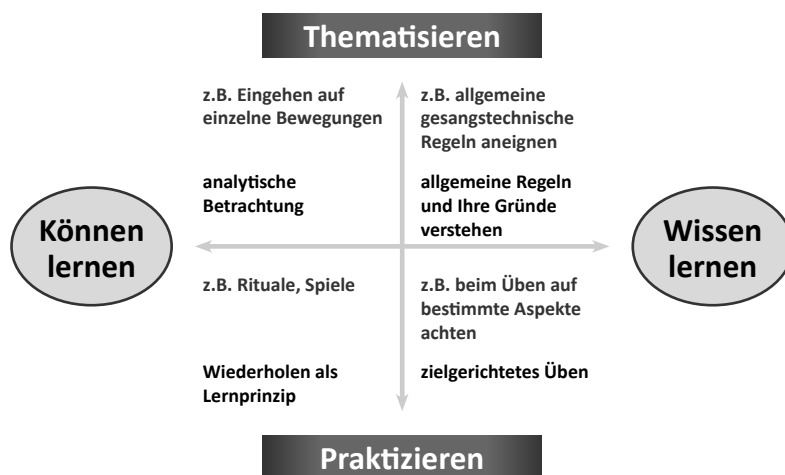 Thematisieren
z.B. Eingehen auf
einzelne Bewegungen
z.B. allgemeine
gesangstechnische
Regeln aneignen
analytische
Betrachtung
allgemeine Regeln
und Ihre Gründe
verstehen
Können
lernen
Wissen
lernen
z.B. Rituale, Spiele
z.B. beim Üben auf
bestimmte Aspekte
achten
Wiederholen als
Lernprinzip
zielgerichtetes Üben
Praktizieren